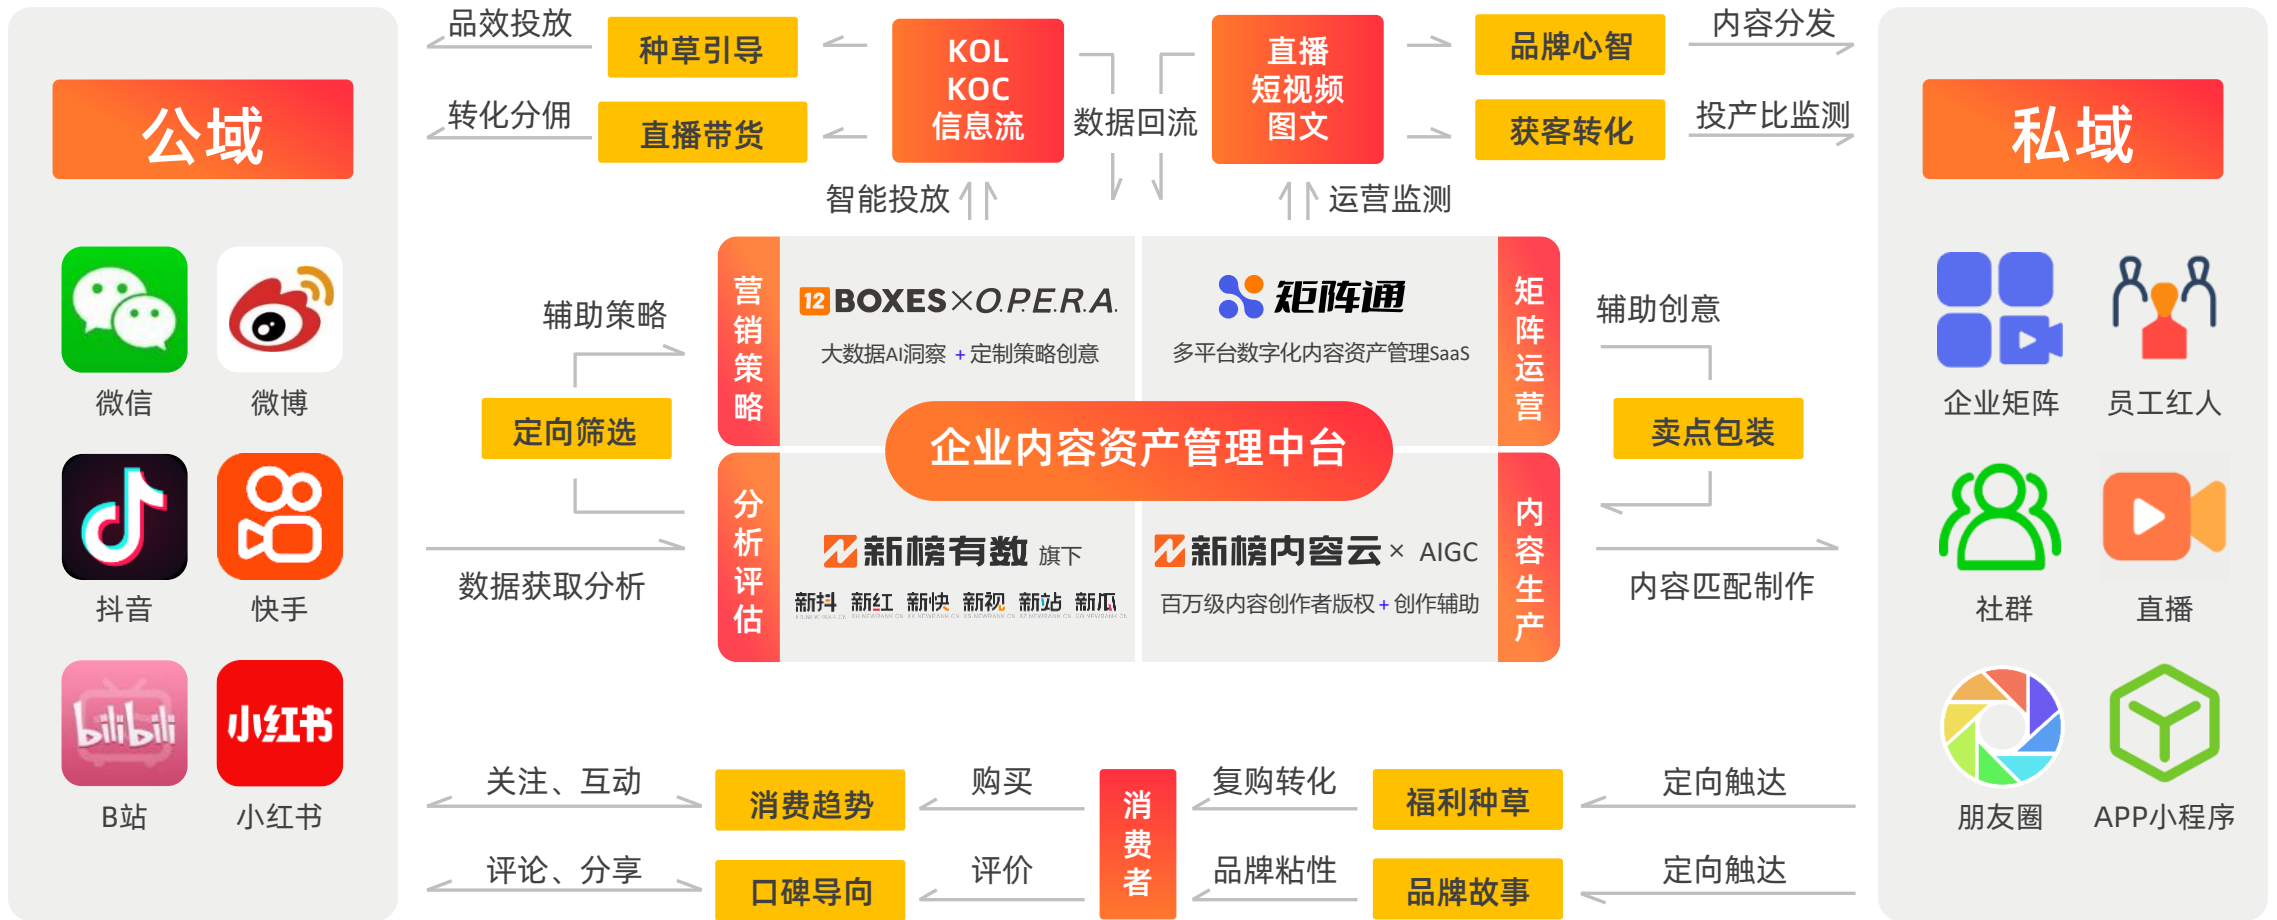 公域
微信
微博
抖音
快手
bilibili
小红书
B站
小红书
品效投放
种草引导
转化分佣
直播带货
KOL
KOC
信息流
数据回流
直播
短视频
图文
品牌心智
内容分发
获客转化
投产比监测
智能投放
运营监测
营销策略
12 BOXES×O.P.E.R.A.
大数据AI洞察 + 定制策略创意
矩阵通
多平台数字化内容资产管理SaaS
矩阵运营
辅助策略
定向筛选
数据获取分析
企业内容资产管理中台
分析评估
新榜有数 旗下
新抖 新红 新快 新视 新站 新瓜
新榜内容云 × AIGC
百万级内容创作者版权 + 创作辅助
内容生产
辅助创意
卖点包装
内容匹配制作
关注、互动
消费趋势
购买
评论、分享
口碑导向
评价
消费者
复购转化
福利种草
定向触达
品牌粘性
品牌故事
定向触达
私域
企业矩阵
员工红人
社群
直播
朋友圈
APP小程序